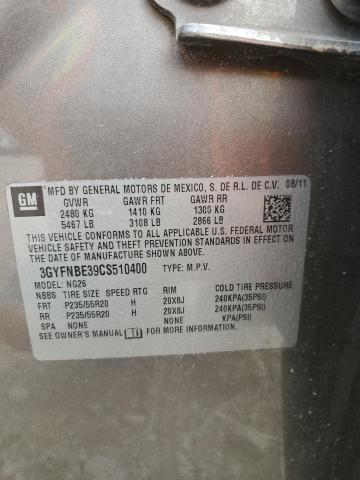 GM MFD BY GENERAL MOTORS DE MEXICO, S. DE R.L. DE C.V. 08/11
GVWR GAWR FRT GAWR RR
2480 KG 1410 KG 1300 KG
5467 LB 3108 LB 2866 LB
THIS VEHICLE CONFORMS TO ALL APPLICABLE U.S. FEDERAL MOTOR
VEHICLE SAFETY, BUMPER, AND THEFT PREVENTION STANDARDS IN EFFECT ON
THE DATE OF MANUFACTURE SHOWN ABOVE.
3GYFNBE39CS510400 TYPE: M.P.V.
MODEL: NG26
NBBS TIRE SIZE SPEED RTG RIM COLD TIRE PRESSURE
FRT P235/55R20 H 20X8J 240KPA(35PSI)
RR P235/55R20 H 20X8J 240KPA(35PSI)
SPA NONE NONE KPA(PSI)
SEE OWNER'S MANUAL FOR MORE INFORMATION.